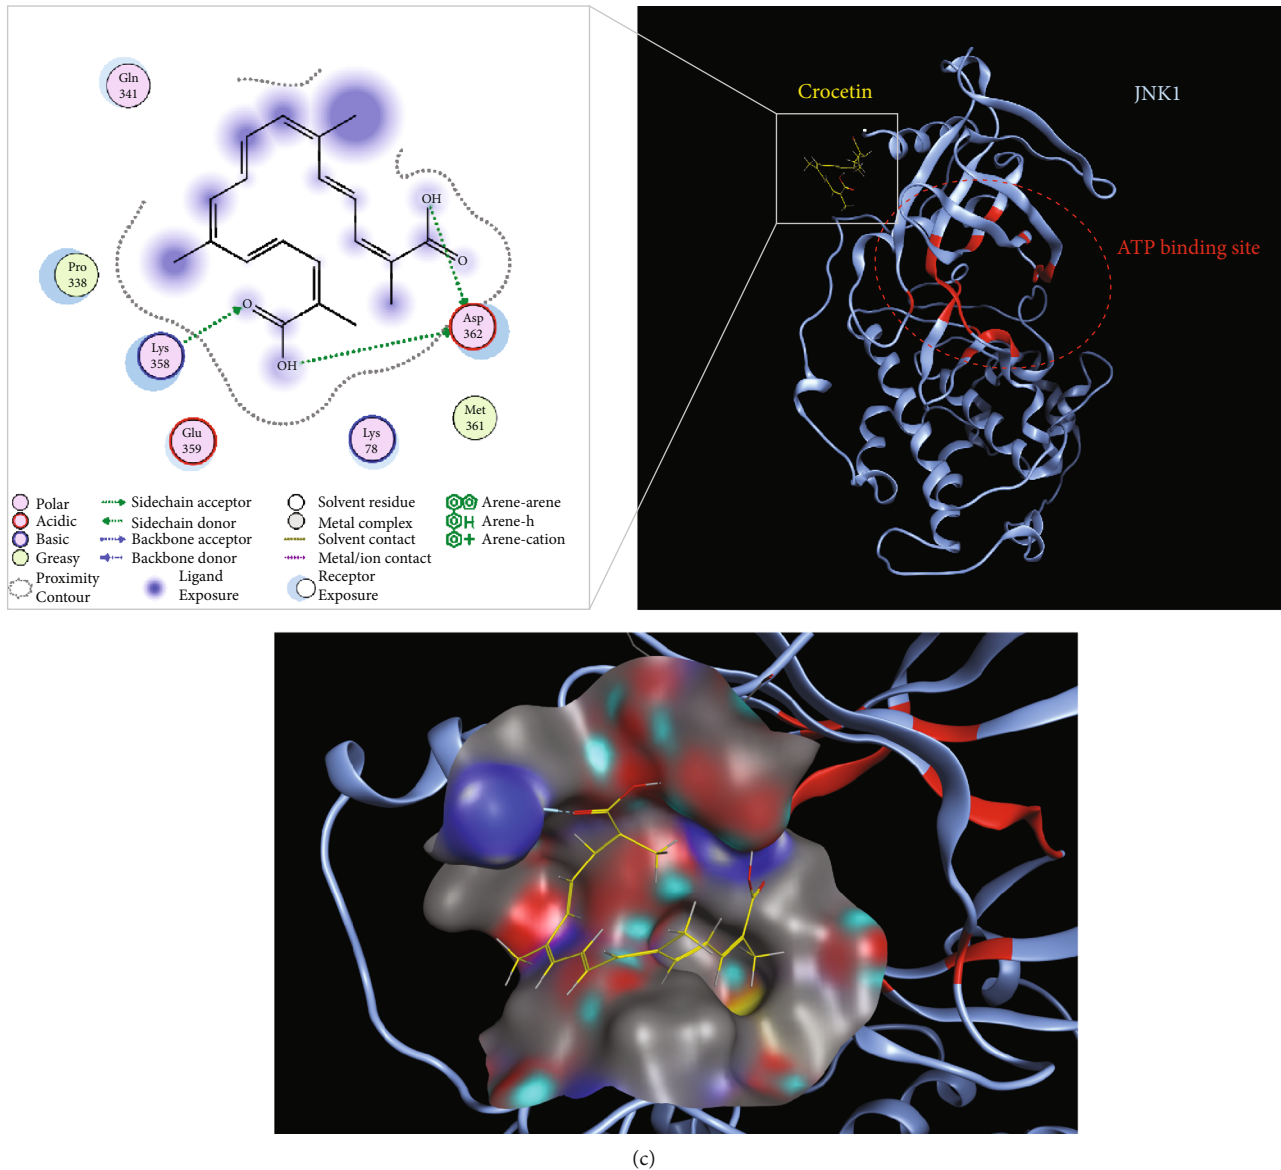 Gln
341
Pro
338
Lys
358
Glu
359
Lys
78
Met
361
Asp
362
OH
O
O
OH
Crocetin
JNK1
ATP binding site
Polar
Acidic
Basic
Greasy
Proximity
Contour
Sidechain acceptor
Sidechain donor
Backbone acceptor
Backbone donor
Ligand
Exposure
Solvent residue
Metal complex
Solvent contact
Metal/ion contact
Receptor
Exposure
Arene-arene
H Arene-h
Arene-cation
(c)